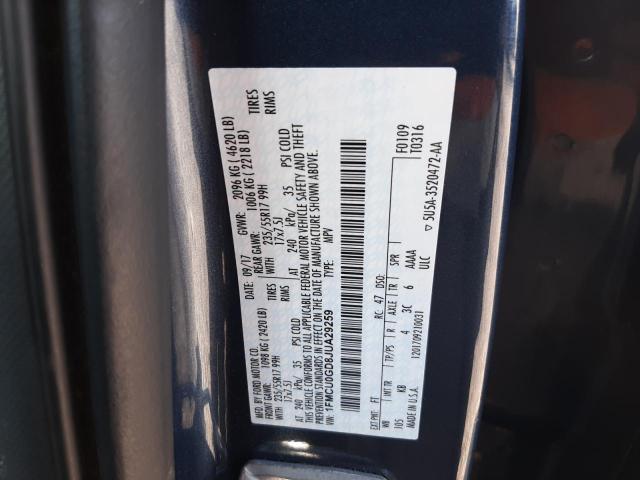 MFD. BY FORD MOTOR CO.
DATE: 09/17 GVWR: 2096 KG ( 4620 LB)
FRONT GAWR: 1098 KG (2420 LB) REAR GAWR: 1006 KG ( 2218 LB)
235/55R17 99H TIRES WITH 235/55R17 99H TIRES
17x7.5J RIMS 17x7.5J RIMS
AT 240 kPa/ 35 PSI COLD AT 240 kPa/ 35 PSI COLD
THIS VEHICLE CONFORMS TO ALL APPLICABLE FEDERAL MOTOR VEHICLE SAFETY AND THEFT
PREVENTION STANDARDS IN EFFECT ON THE DATE OF MANUFACTURE SHOWN ABOVE.
VIN: 1FMCU0GD8JUA29259 TYPE: MPV
F0109
T0316
EXT PNT: FT RC: 47 DSO:
WB INT TR TP/PS R AXLE TR SPR
105 KB 4 3C 6 AAAA
MADE IN U.S.A. ULC
1201709210031
▽ 5U5A-3520472-AA